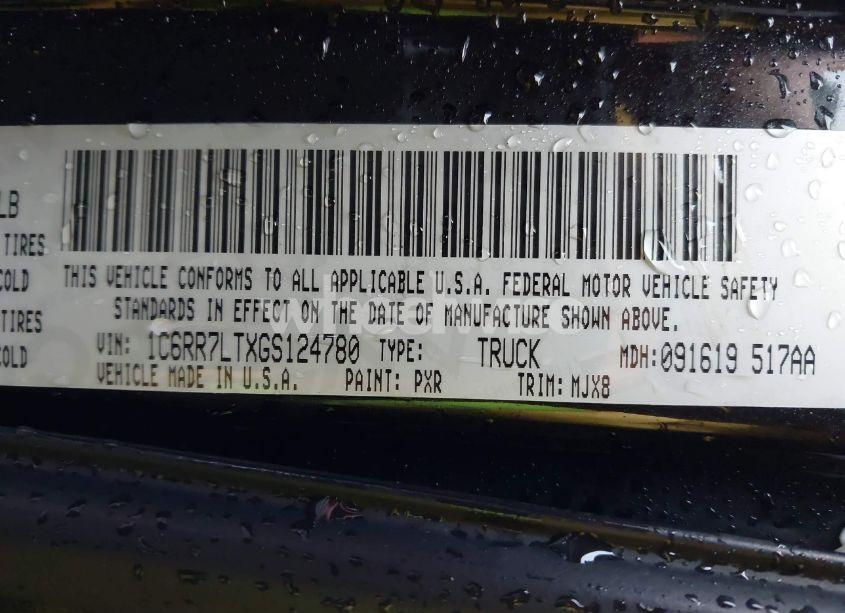 LB
TIRES
COLD
THIS VEHICLE CONFORMS TO ALL APPLICABLE U.S.A. FEDERAL MOTOR VEHICLE SAFETY
STANDARDS IN EFFECT ON THE DATE OF MANUFACTURE SHOWN ABOVE.
TIRES
VIN: 1C6RR7LTXGS124780 TYPE: TRUCK MDH:091619 517AA
COLD
VEHICLE MADE IN U.S.A. PAINT: PXR TRIM: MJX8